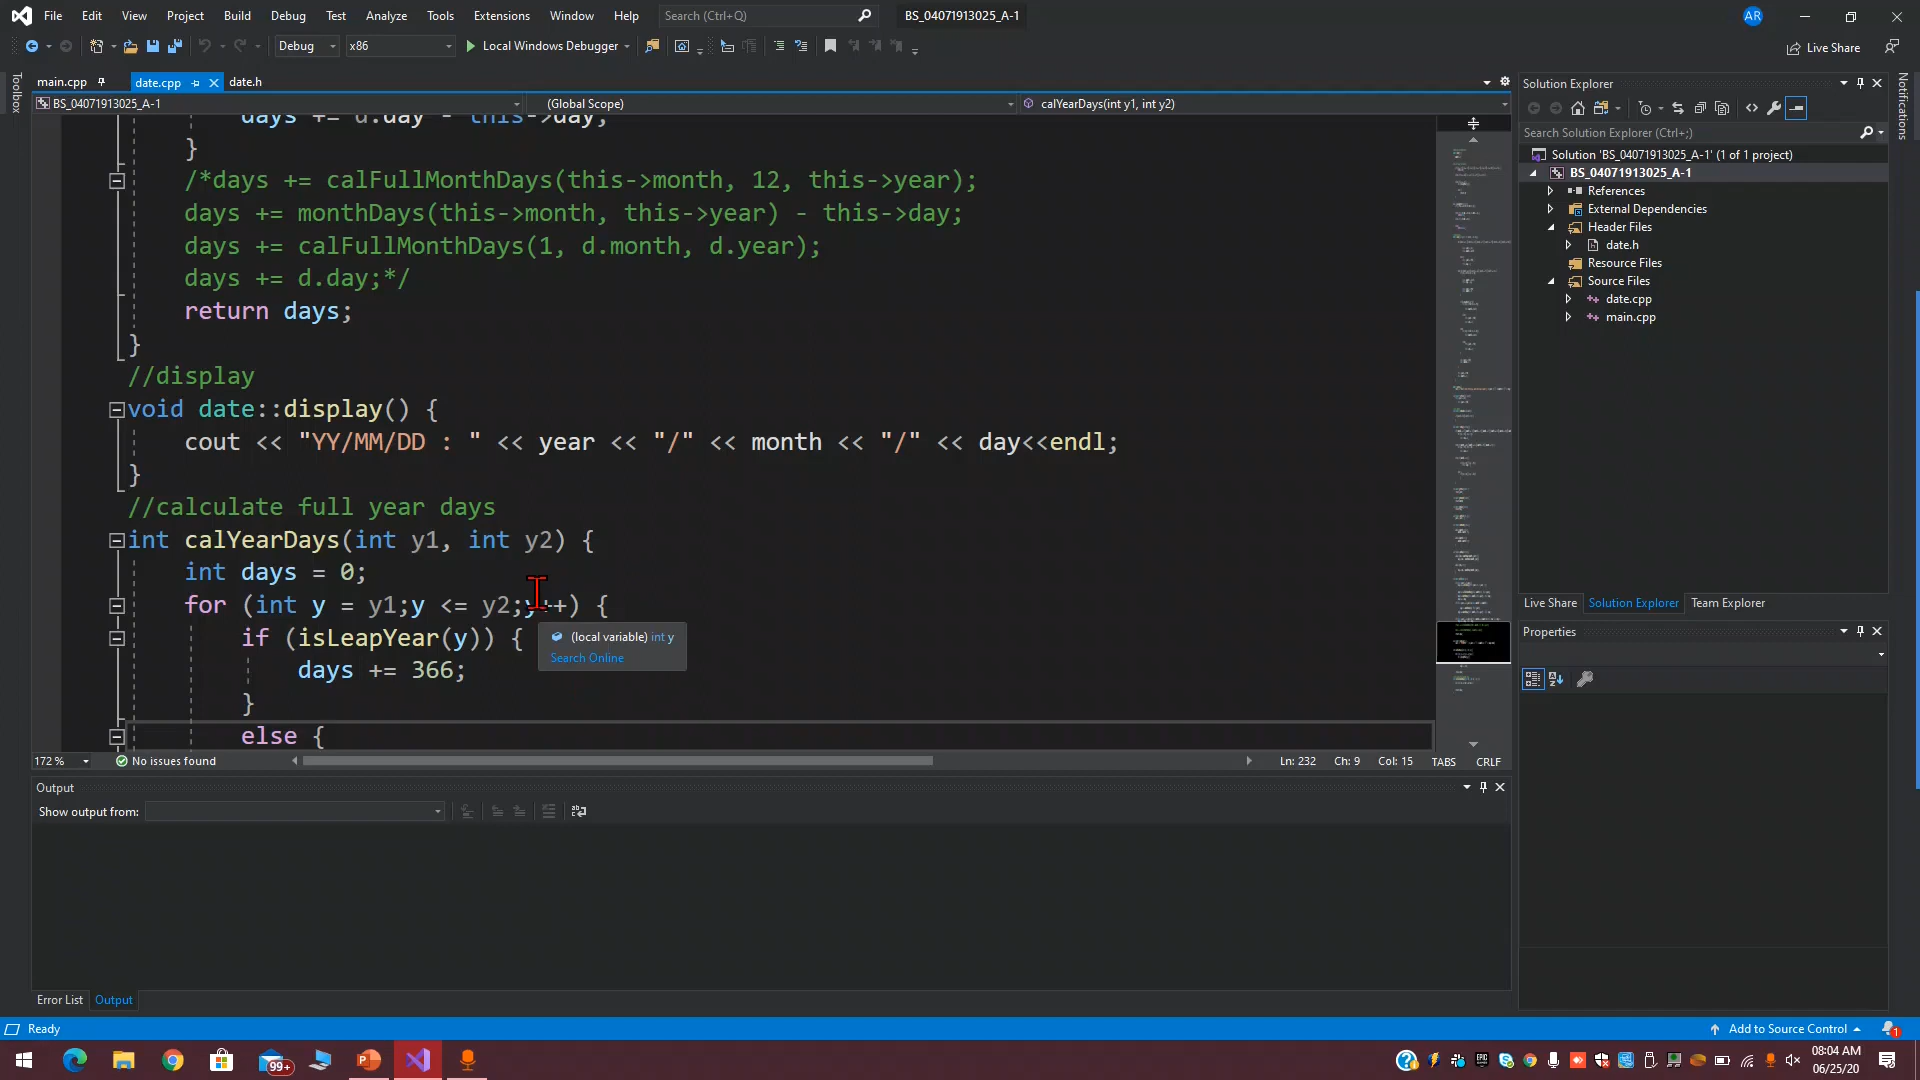 File Edit View Project Build Debug Test Analyze Tools Extensions Window Help Search (Ctrl+Q) BS_04071913025_A-1 AR
Debug x86 Local Windows Debugger Live Share
Toolbox
main.cpp date.cpp date.h
BS_04071913025_A-1 (Global Scope) calYearDays(int y1, int y2)
days += d.day - this->day;
}
/*days += calFullMonthDays(this->month, 12, this->year);
days += monthDays(this->month, this->year) - this->day;
days += calFullMonthDays(1, d.month, d.year);
days += d.day;*/
return days;
}
//display
void date::display() {
cout << "YY/MM/DD : " << year << "/" << month << "/" << day<<endl;
}
//calculate full year days
int calYearDays(int y1, int y2) {
int days = 0;
for (int y = y1;y <= y2;y++) {
if (isLeapYear(y)) {
(local variable) int y
Search Online
days += 366;
}
else {
172 % No issues found Ln: 232 Ch: 9 Col: 15 TABS CRLF
Output
Show output from:
Error List Output
Solution Explorer
Search Solution Explorer (Ctrl+;)
Solution 'BS_04071913025_A-1' (1 of 1 project)
BS_04071913025_A-1
References
External Dependencies
Header Files
date.h
Resource Files
Source Files
date.cpp
main.cpp
Live Share Solution Explorer Team Explorer
Properties
Notifications
Ready Add to Source Control 1
99+
08:04 AM
06/25/20